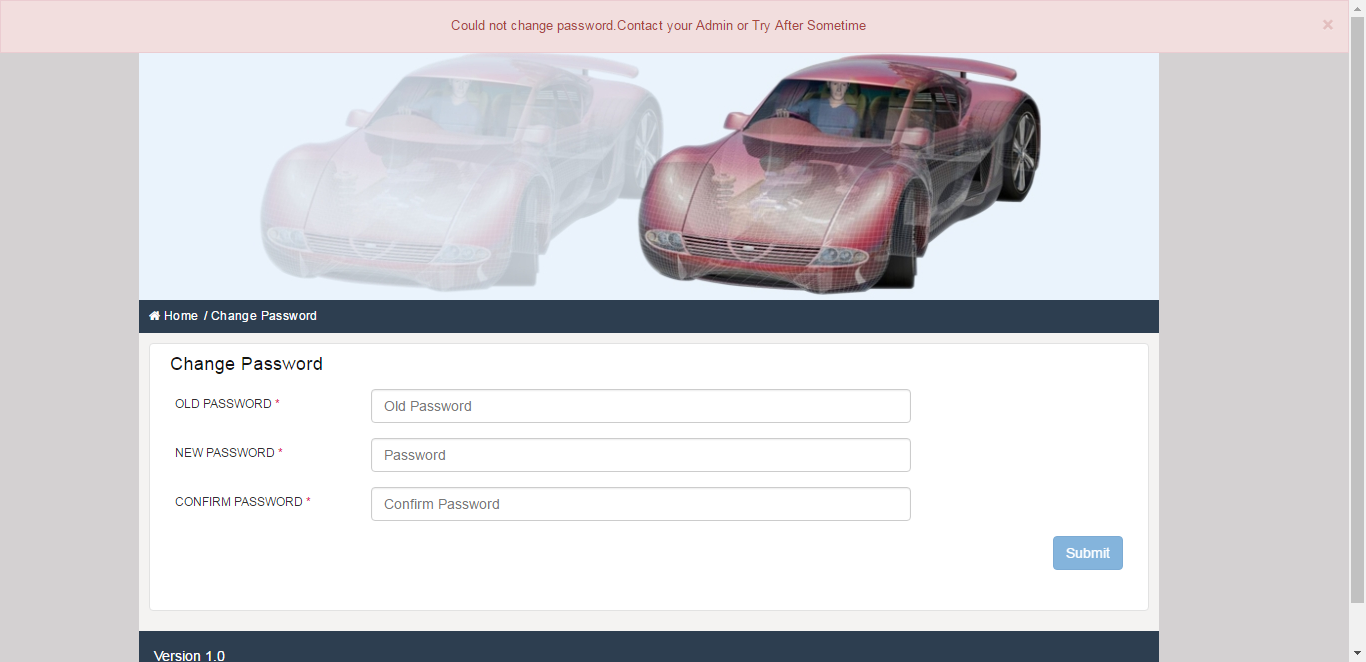 Could not change password.Contact your Admin or Try After Sometime ×
Home / Change Password
Change Password
OLD PASSWORD * Old Password
NEW PASSWORD * Password
CONFIRM PASSWORD * Confirm Password
Submit
Version 1.0